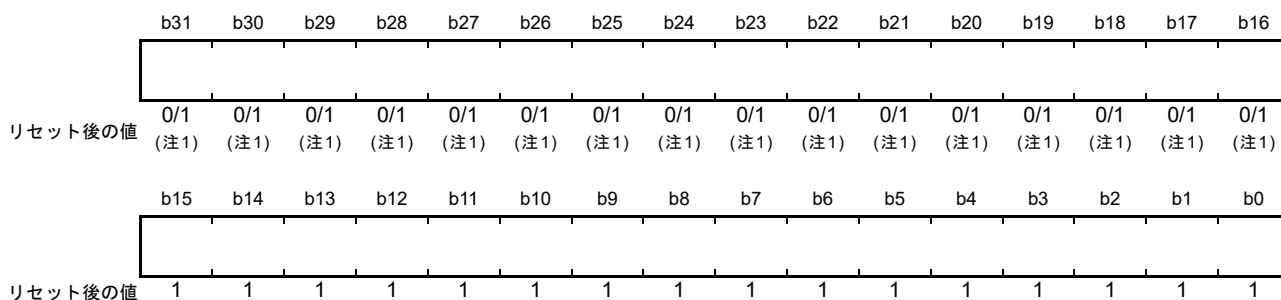 b31 b30 b29 b28 b27 b26 b25 b24 b23 b22 b21 b20 b19 b18 b17 b16
リセット後の値 0/1 0/1 0/1 0/1 0/1 0/1 0/1 0/1 0/1 0/1 0/1 0/1 0/1 0/1 0/1 0/1
(注1) (注1) (注1) (注1) (注1) (注1) (注1) (注1) (注1) (注1) (注1) (注1) (注1) (注1) (注1) (注1)
b15 b14 b13 b12 b11 b10 b9 b8 b7 b6 b5 b4 b3 b2 b1 b0
リセット後の値 1 1 1 1 1 1 1 1 1 1 1 1 1 1 1 1